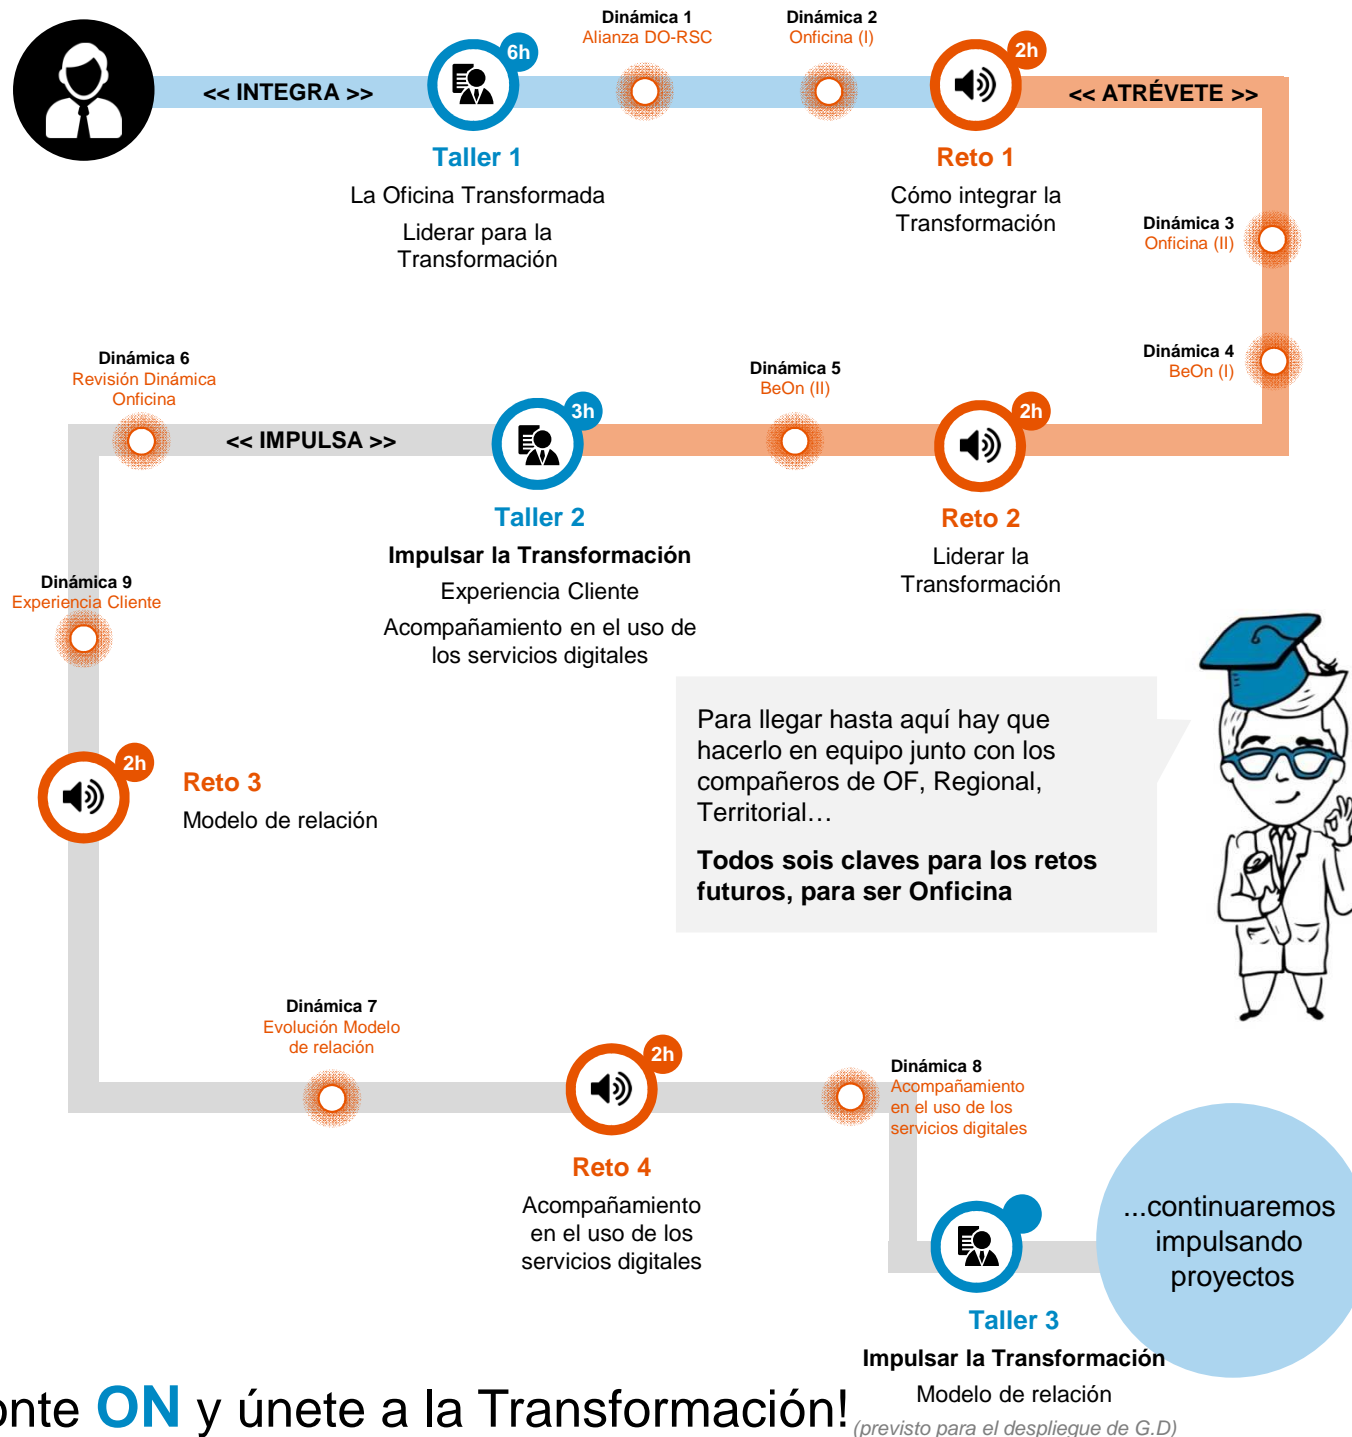 Dinámica 1
Alianza DO-RSC
Dinámica 2
Onficina (I)
6h
2h
<< INTEGRA >>
<< ATRÉVETE >>
Taller 1
La Oficina Transformada
Liderar para la
Transformación
Reto 1
Cómo integrar la
Transformación
Dinámica 3
Onficina (II)
Dinámica 4
BeOn (I)
Dinámica 5
BeOn (II)
Dinámica 6
Revisión Dinámica
Onficina
<< IMPULSA >>
3h
2h
Taller 2
Impulsar la Transformación
Experiencia Cliente
Acompañamiento en el uso de
los servicios digitales
Reto 2
Liderar la
Transformación
Dinámica 9
Experiencia Cliente
2h
Reto 3
Modelo de relación
Para llegar hasta aquí hay que
hacerlo en equipo junto con los
compañeros de OF, Regional,
Territorial…
Todos sois claves para los retos
futuros, para ser Onficina
Dinámica 7
Evolución Modelo
de relación
2h
Reto 4
Acompañamiento
en el uso de los
servicios digitales
Dinámica 8
Acompañamiento
en el uso de los
servicios digitales
...continuaremos
impulsando
proyectos
Taller 3
Impulsar la Transformación
Modelo de relación
(previsto para el despliegue de G.D)
onte ON y únete a la Transformación!